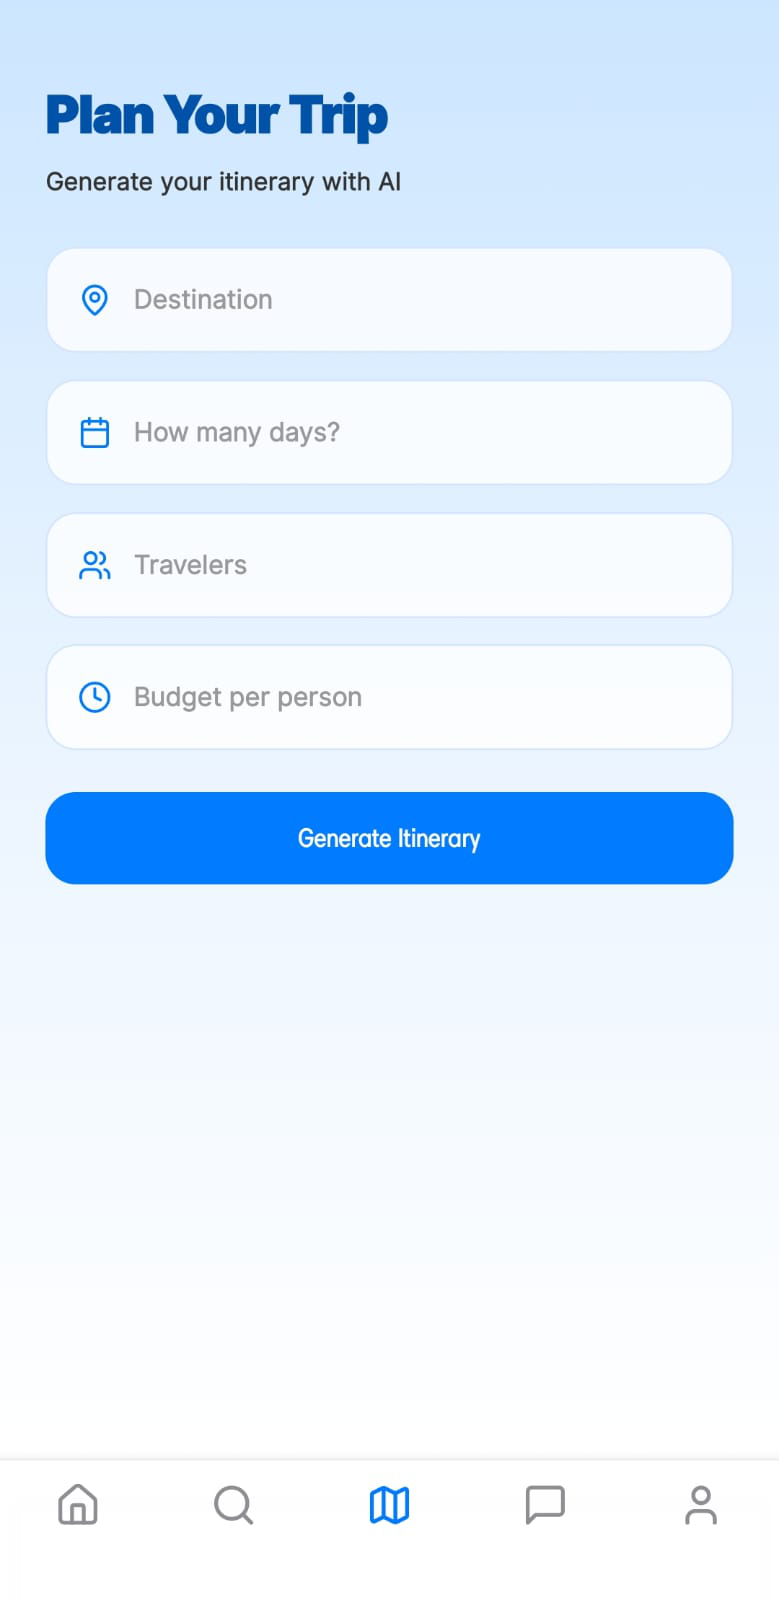 Plan Your Trip
Generate your itinerary with AI
Destination
How many days?
Travelers
Budget per person
Generate Itinerary